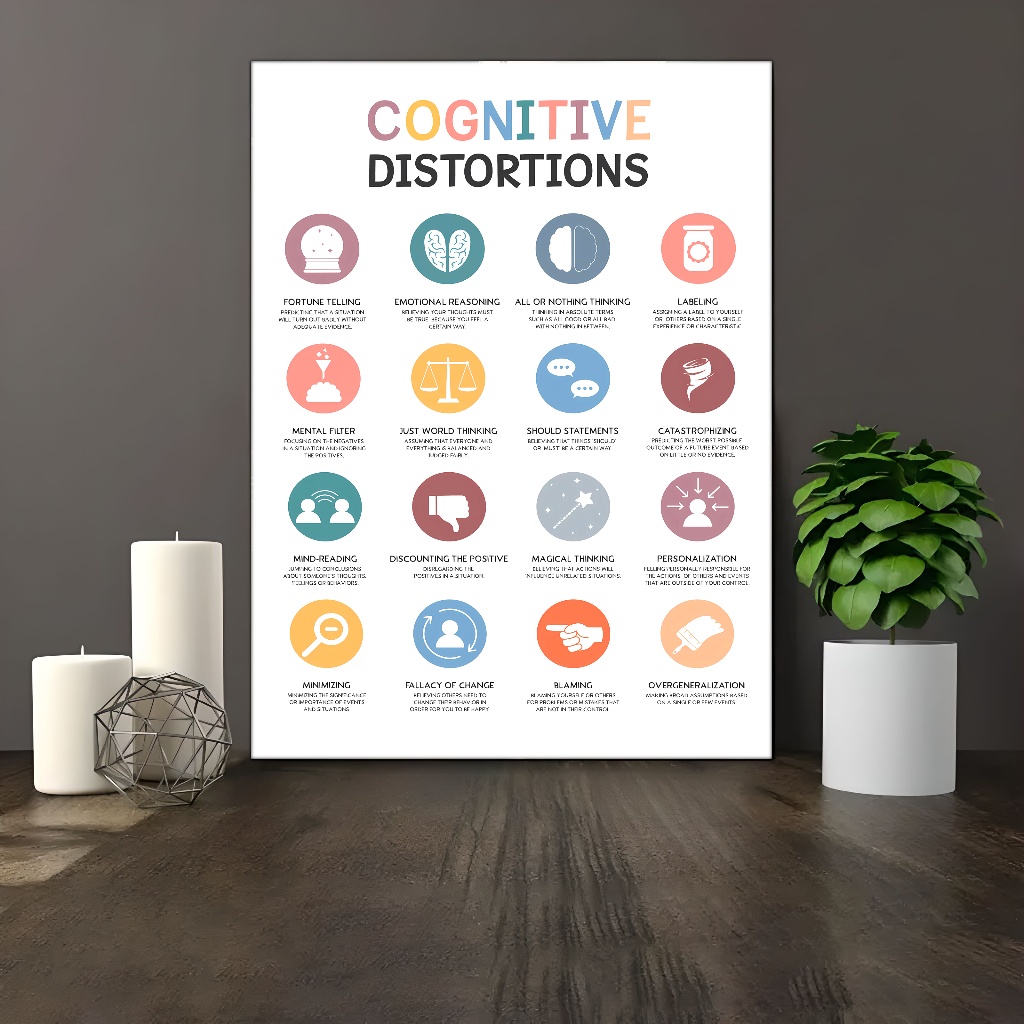 COGNITIVE
DISTORTIONS
FORTUNE TELLING
PREDICTING THAT A SITUATION
WILL TURN OUT BADLY WITHOUT
ADEQUATE EVIDENCE.
EMOTIONAL REASONING
BELIEVING YOUR THOUGHTS MUST
BE TRUE BECAUSE YOU FEEL A
CERTAIN WAY.
ALL OR NOTHING THINKING
THINKING IN ABSOLUTE TERMS
SUCH AS ALL GOOD OR ALL BAD
WITH NOTHING IN BETWEEN.
LABELING
ASSIGNING A LABEL TO YOURSELF
OR OTHERS BASED ON A SINGLE
EXPERIENCE OR CHARACTERISTIC
MENTAL FILTER
FOCUSING ON THE NEGATIVES
IN A SITUATION AND IGNORING
THE POSITIVES.
JUST WORLD THINKING
ASSUMING THAT EVERYONE AND
EVERYTHING IS BALANCED AND
JUDGED FAIRLY.
SHOULD STATEMENTS
BELIEVING THAT THINGS 'SHOULD'
OR 'MUST' BE A CERTAIN WAY.
CATASTROPHIZING
PREDICTING THE WORST POSSIBLE
OUTCOME OF A FUTURE EVENT BASED
ON LITTLE OR NO EVIDENCE.
MIND-READING
JUMPING TO CONCLUSIONS
ABOUT SOMEONE'S THOUGHTS,
FEELINGS OR BEHAVIORS.
DISCOUNTING THE POSITIVE
DISREGARDING THE
POSITIVES IN A SITUATION.
MAGICAL THINKING
BELIEVING THAT ACTIONS WILL
INFLUENCE UNRELATED SITUATIONS.
PERSONALIZATION
FEELING PERSONALLY RESPONSIBLE FOR
THE ACTIONS OF OTHERS AND EVENTS
THAT ARE OUTSIDE OF YOUR CONTROL.
MINIMIZING
MINIMIZING THE SIGNIFICANCE
OR IMPORTANCE OF EVENTS
AND SITUATIONS
FALLACY OF CHANGE
BELIEVING OTHERS NEED TO
CHANGE THEIR BEHAVIOR IN
ORDER FOR YOU TO BE HAPPY
BLAMING
BLAMING YOURSELF OR OTHERS
FOR PROBLEMS OR MISTAKES THAT
ARE NOT IN THEIR CONTROL
OVERGENERALIZATION
MAKING BROAD ASSUMPTIONS BASED
ON A SINGLE OR FEW EVENTS